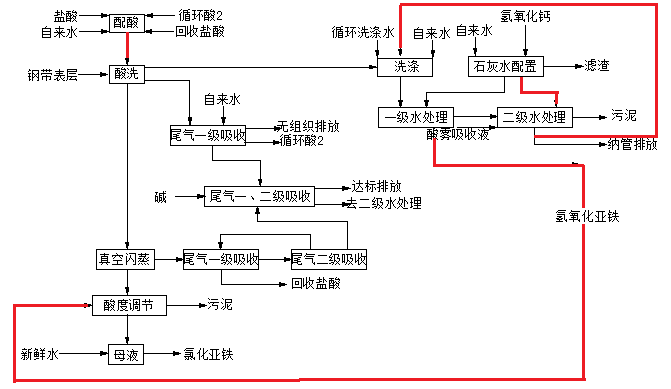 盐酸
配酸
循环酸2
自来水
回收盐酸
循环洗涤水
自来水
自来水
氢氧化钙
钢带表层
酸洗
洗涤
石灰水配置
滤渣
自来水
尾气一级吸收
无组织排放
循环酸2
一级水处理
二级水处理
污泥
酸雾吸收液
纳管排放
碱
尾气一、二级吸收
达标排放
去二级水处理
氢氧化亚铁
真空闪蒸
尾气一级吸收
尾气二级吸收
回收盐酸
酸度调节
污泥
新鲜水
母液
氯化亚铁